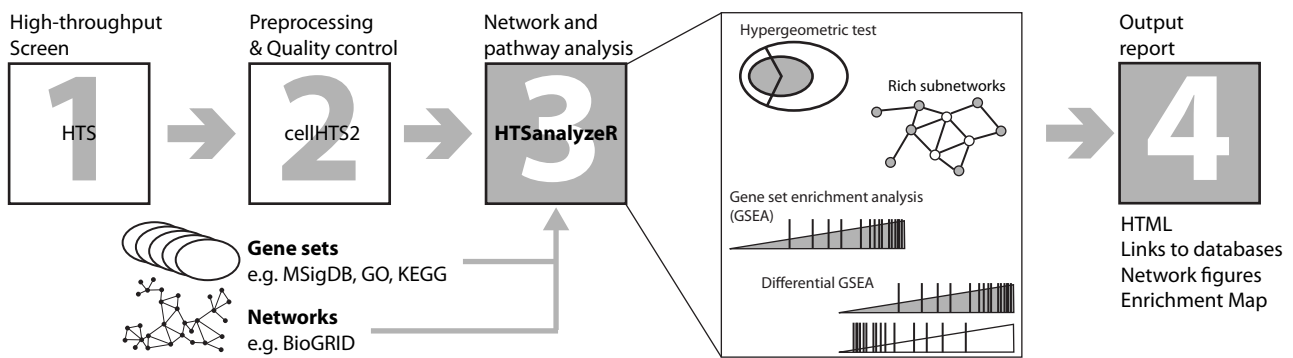 High-throughput
Screen
1
HTS
Preprocessing
& Quality control
2
cellHTS2
Network and
pathway analysis
3
HTSanalyzeR
Hypergeometric test
Rich subnetworks
Gene set enrichment analysis
(GSEA)
Differential GSEA
Output
report
4
HTML
Links to databases
Network figures
Enrichment Map
Gene sets
e.g. MSigDB, GO, KEGG
Networks
e.g. BioGRID